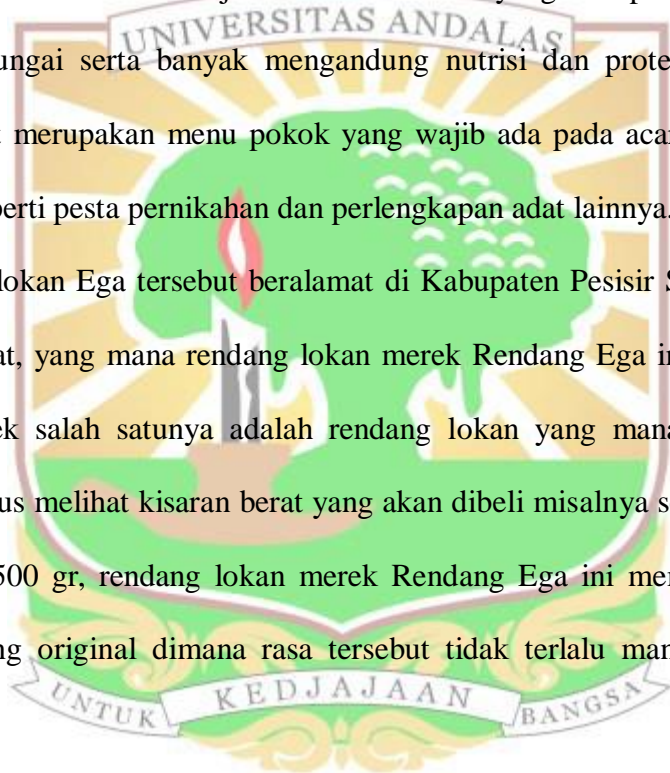 yang
UNIVERSITAS ANDALAS
ungai serta banyak mengandung nutrisi dan prote
merupakan menu pokok yang wajib ada pada aca
perti pesta pernikahan dan perlengkapan adat lainnya.
lokan Ega tersebut beralamat di Kabupaten Pesisir S
at, yang mana rendang lokan merek Rendang Ega in
ek salah satunya adalah rendang lokan yang mana
us melihat kisaran berat yang akan dibeli misalnya s
500 gr, rendang lokan merek Rendang Ega ini me
ng original dimana rasa tersebut tidak terlalu man
UNTUK KEDJAJAAN BANGSA